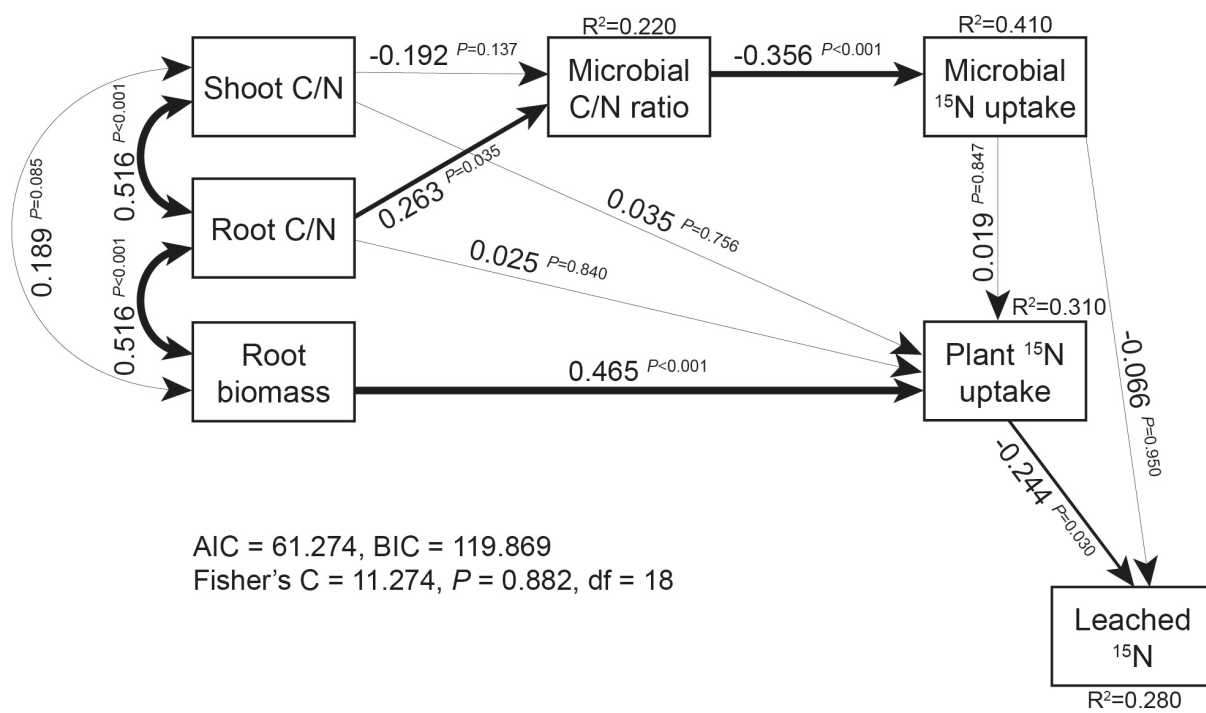 R²=0.220
R²=0.410
Shoot C/N
-0.192 P=0.137
Microbial
C/N ratio
-0.356 P<0.001
Microbial
¹⁵N uptake
0.189 P=0.085
0.516 P<0.001
0.263 P=0.035
0.035 P=0.756
0.019 P=0.847
Root C/N
0.025 P=0.840
0.516 P<0.001
R²=0.310
Root
biomass
0.465 P<0.001
Plant ¹⁵N
uptake
-0.066 P=0.950
-0.244 P=0.030
AIC = 61.274, BIC = 119.869
Fisher's C = 11.274, P = 0.882, df = 18
Leached
¹⁵N
R²=0.280